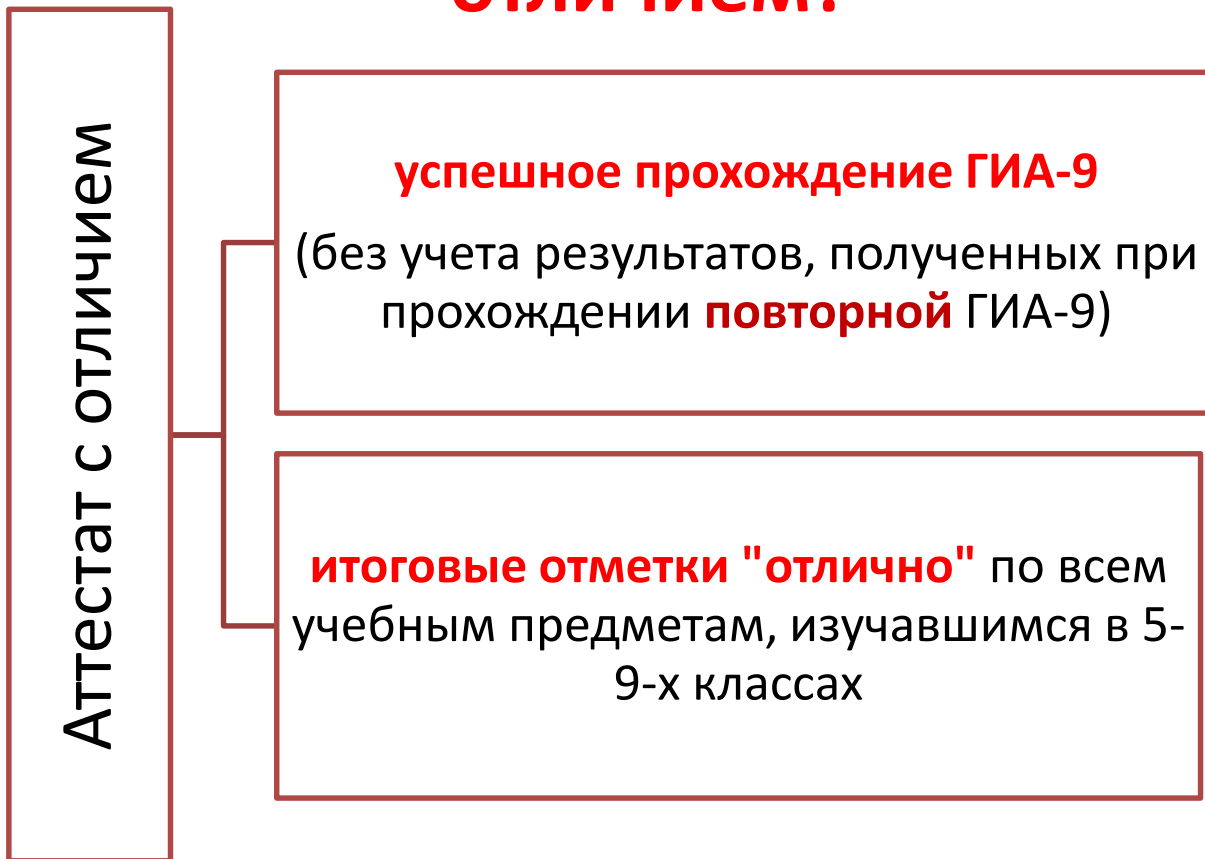 отличием?
Аттестат с отличием
успешное прохождение ГИА-9
(без учета результатов, полученных при
прохождении повторной ГИА-9)
итоговые отметки "отлично" по всем
учебным предметам, изучавшимся в 5-
9-х классах